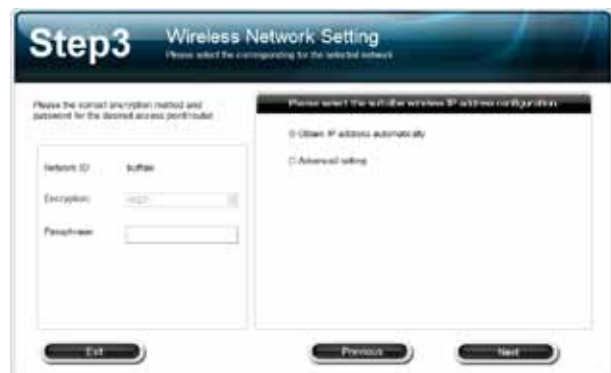 Step3 Wireless Network Setting
Please select the corresponding for the selected network
Please the correct encryption method and
password for the desired access point/router
Network ID: buffalo
Encryption:
Passphrase:
Please select the suitable wireless IP address configuration.
Obtain IP address automatically
Advanced setting
Exit
Previous
Next